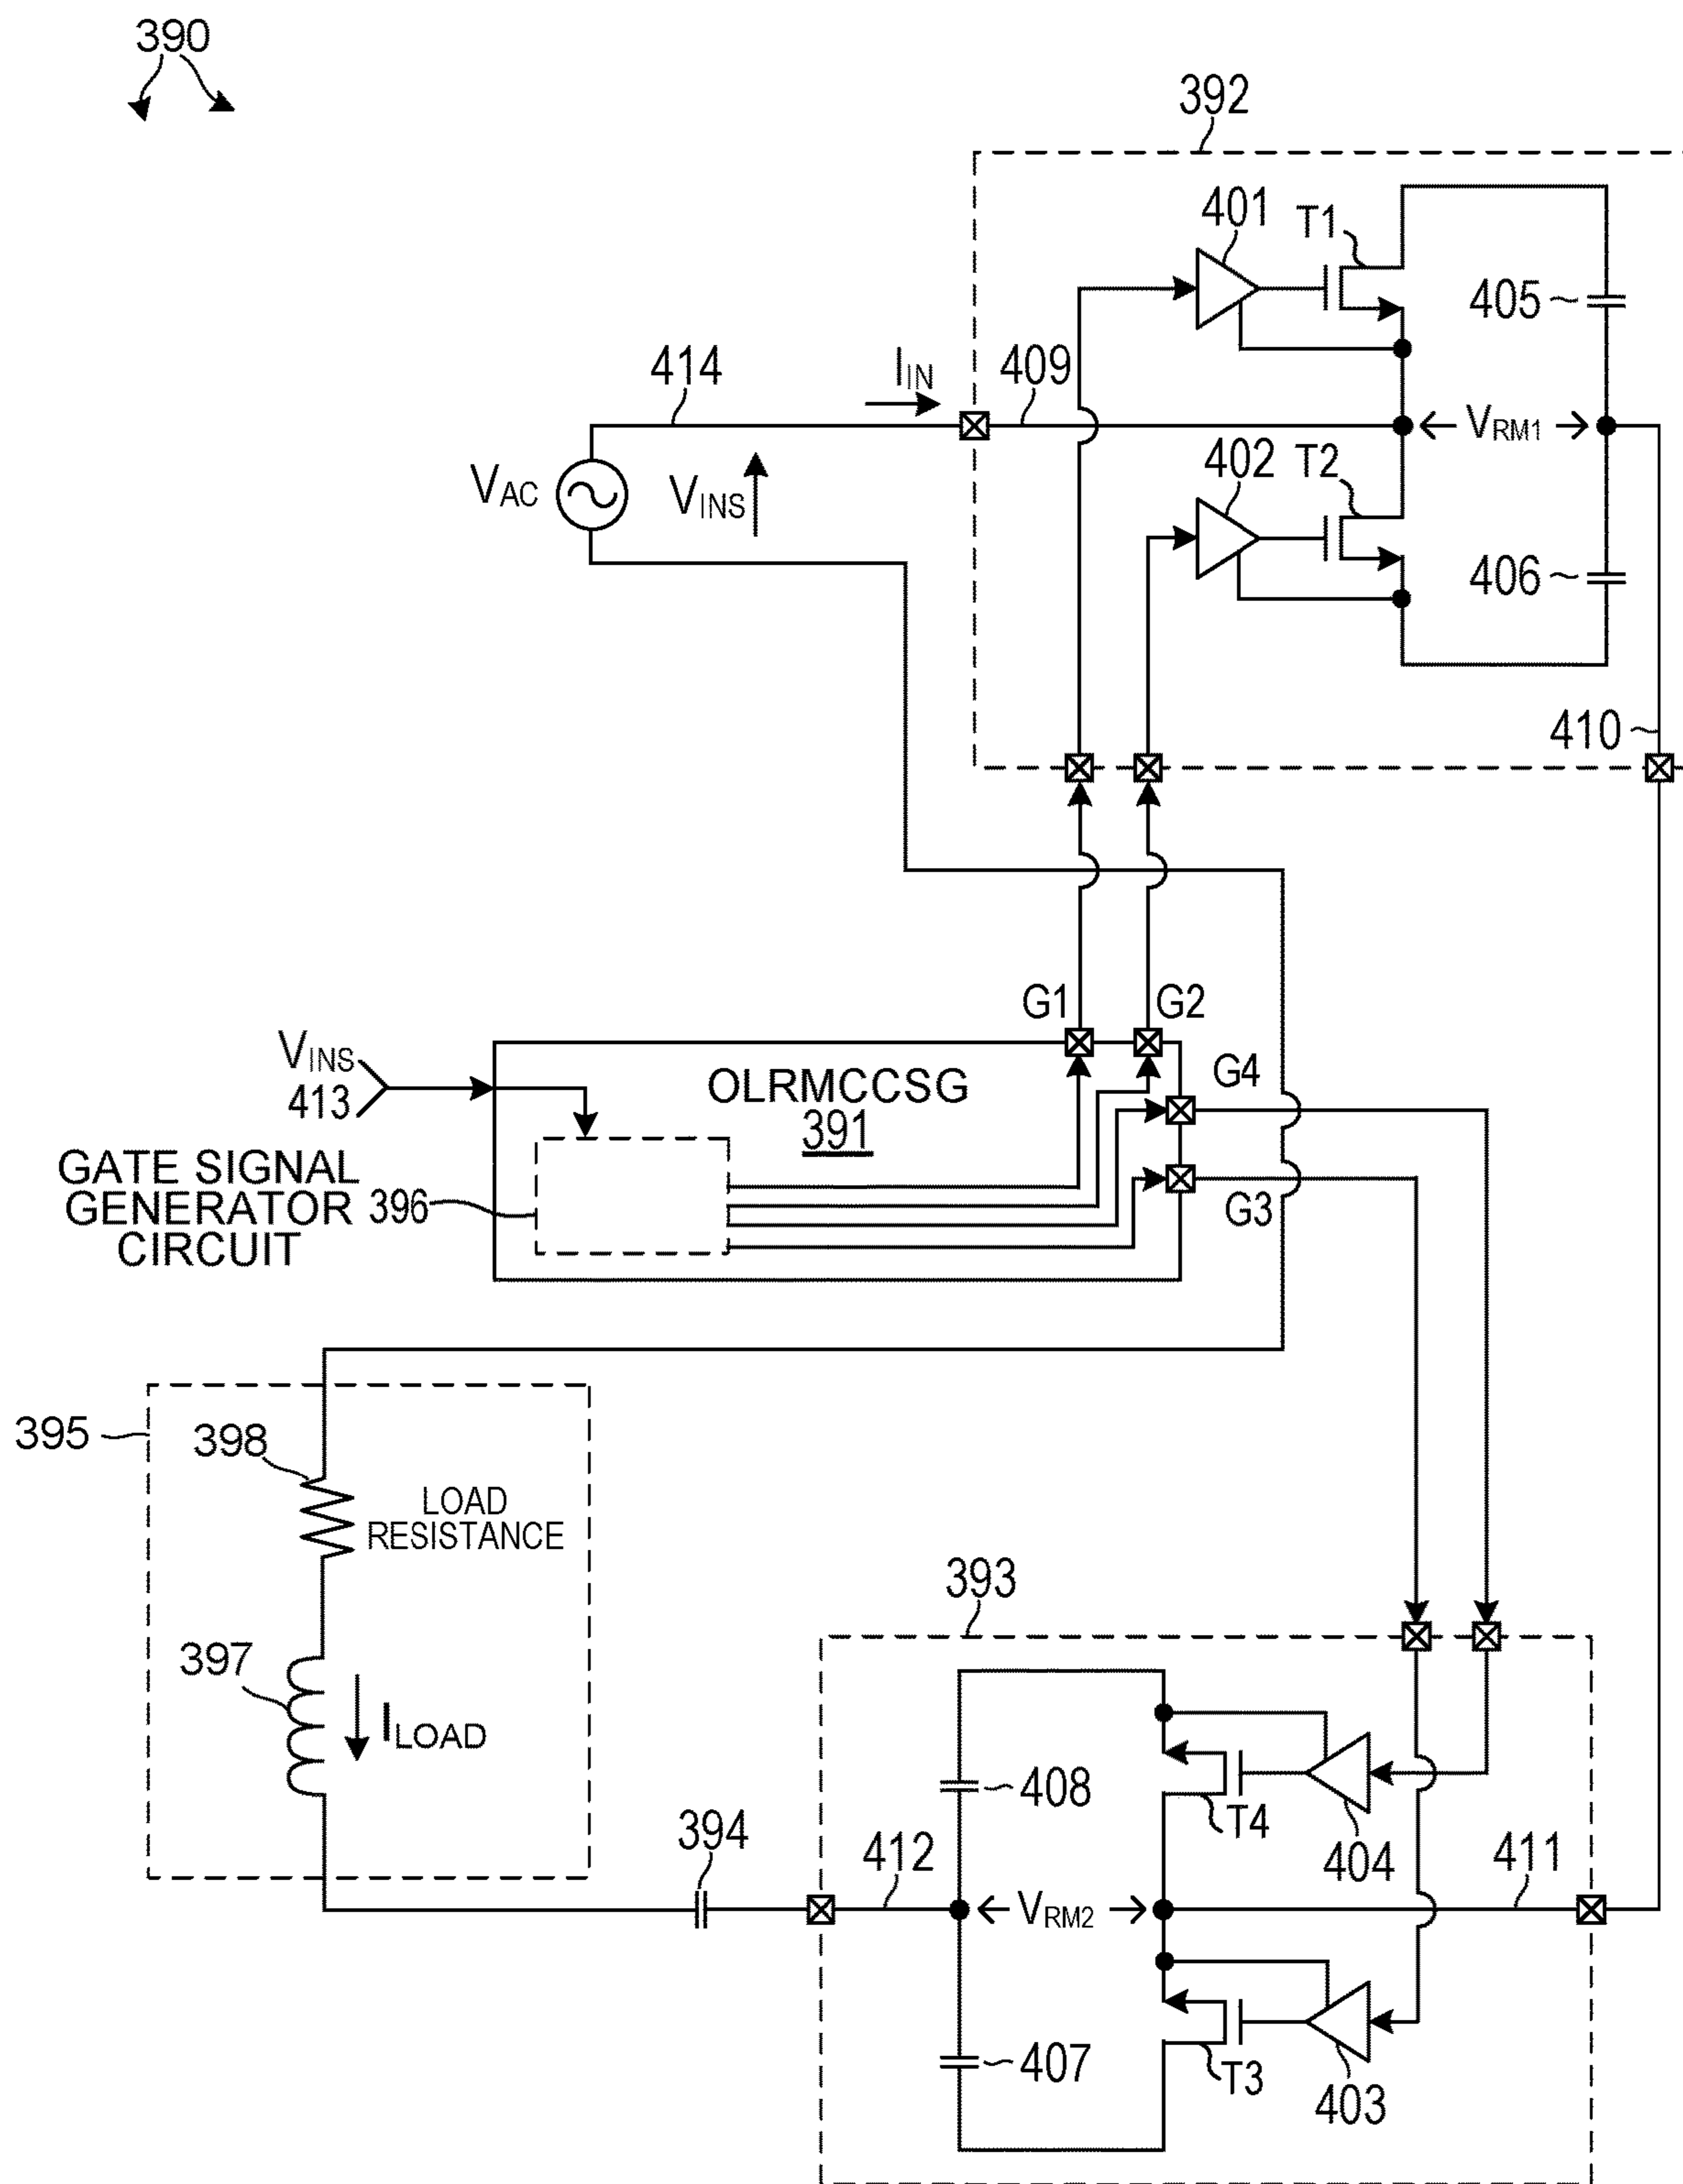 390
392
401
T1
405
414
IIN
409
VRM1
VAC
VINS
402
T2
406
410
G1
G2
VINS
413
OLRMCCSG
391
G4
GATE SIGNAL
GENERATOR
CIRCUIT
396
G3
395
398
LOAD
RESISTANCE
393
397
ILOAD
408
T4
404
394
412
VRM2
411
407
T3
403